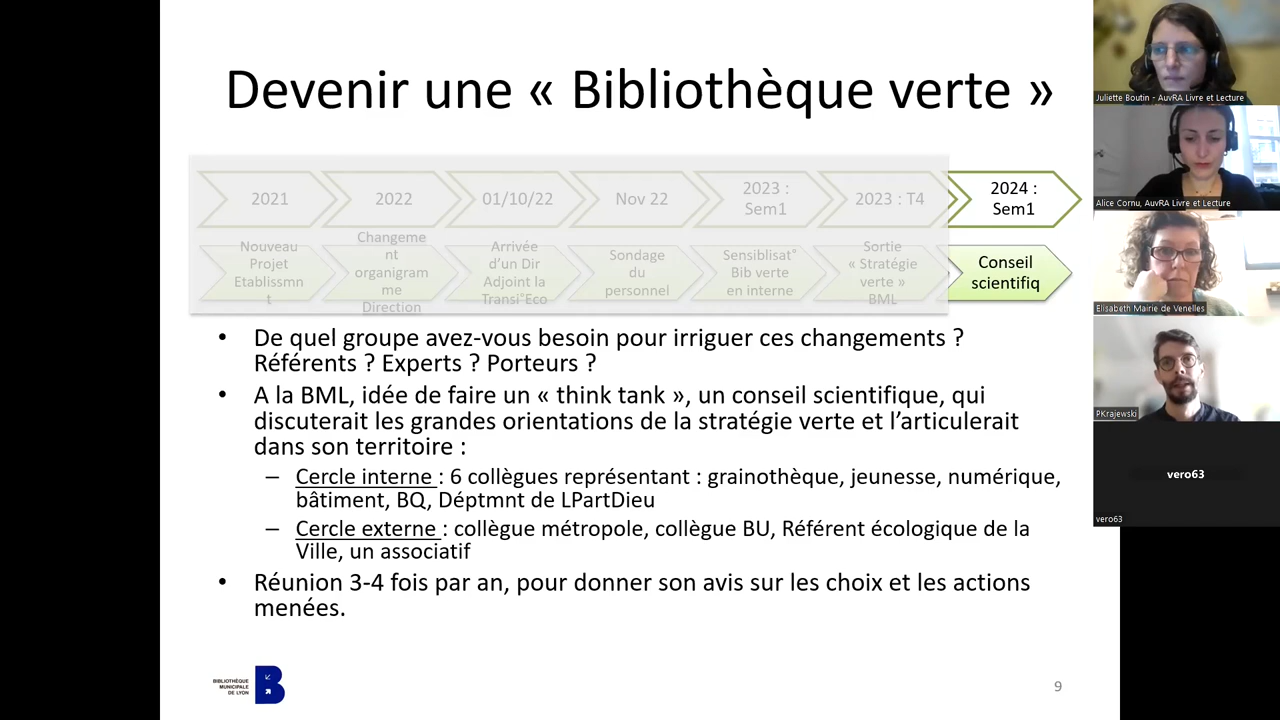 Devenir une « Bibliothèque verte »
2021
2022
01/10/22
Nov 22
2023 :
Sem1
2023 : T4
2024 :
Sem1
Nouveau
Projet
Etablissmn
t
Changeme
nt
organigram
me
Direction
Arrivée
d'un Dir
Adjoint la
Transi°Eco
Sondage
du
personnel
Sensiblisat°
Bib verte
en interne
Sortie
« Stratégie
verte »
BML
Conseil
scientifiq
• De quel groupe avez-vous besoin pour irriguer ces changements ?
Référents ? Experts ? Porteurs ?
• A la BML, idée de faire un « think tank », un conseil scientifique, qui
discuterait les grandes orientations de la stratégie verte et l'articulerait
dans son territoire :
– Cercle interne : 6 collègues représentant : grainothèque, jeunesse, numérique,
bâtiment, BQ, Déptmnt de LPartDieu
– Cercle externe : collègue métropole, collègue BU, Référent écologique de la
Ville, un associatif
• Réunion 3-4 fois par an, pour donner son avis sur les choix et les actions
menées.
BIBLIOTHÈQUE
MUNICIPALE
DE LYON
B
9
Juliette Boutin - AuvRA Livre et Lecture
Alice Cornu, AuvRA Livre et Lecture
Elisabeth Mairie de Venelles
PKrajewski
vero63
vero63